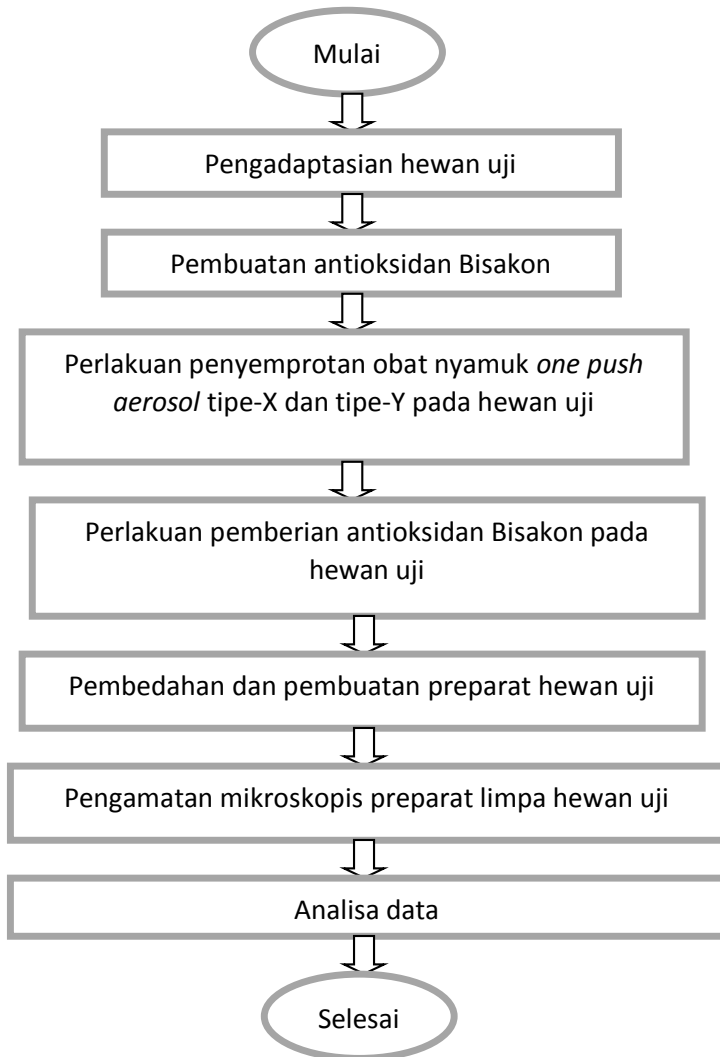 Mulai
Pengadaptasian hewan uji
Pembuatan antioksidan Bisakon
Perlakuan penyemprotan obat nyamuk one push
aerosol tipe-X dan tipe-Y pada hewan uji
Perlakuan pemberian antioksidan Bisakon pada
hewan uji
Pembedahan dan pembuatan preparat hewan uji
Pengamatan mikroskopis preparat limpa hewan uji
Analisa data
Selesai